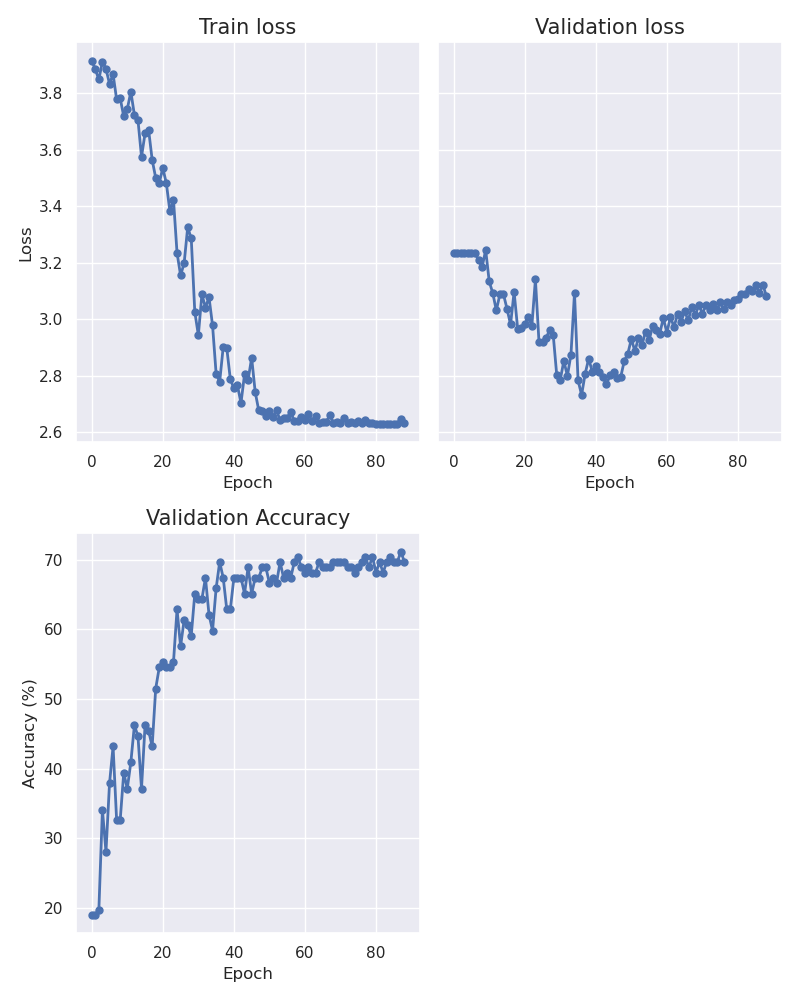 Train loss
Validation loss
3.8
3.6
3.4
3.2
3.0
2.8
2.6
Loss
0 20 40 60 80
Epoch
0 20 40 60 80
Epoch
Validation Accuracy
70
60
50
40
30
20
Accuracy (%)
0 20 40 60 80
Epoch